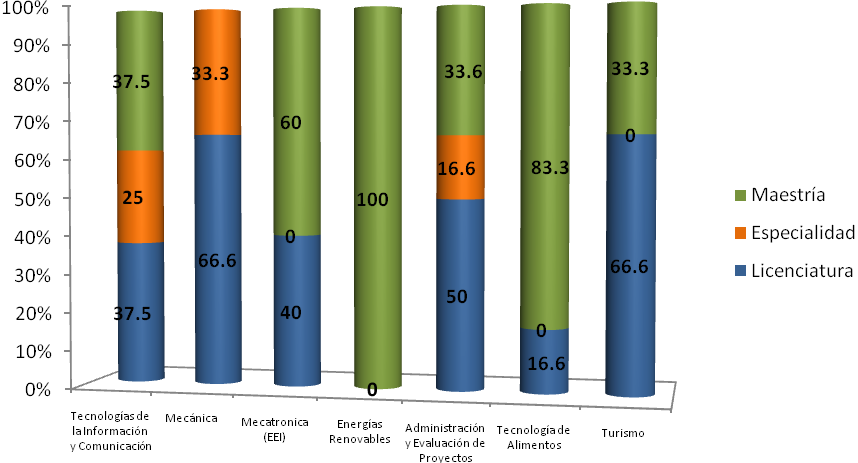 100%
90%
80%
70%
60%
50%
40%
30%
20%
10%
0%
37.5
25
37.5
33.3
66.6
60
0
40
100
0
33.6
16.6
50
83.3
0
16.6
33.3
0
66.6
Tecnologías de
la Información
y Comunicación
Mecánica
Mecatronica
(EEI)
Energías
Renovables
Administración
y Evaluación de
Proyectos
Tecnología de
Alimentos
Turismo
Maestría
Especialidad
Licenciatura